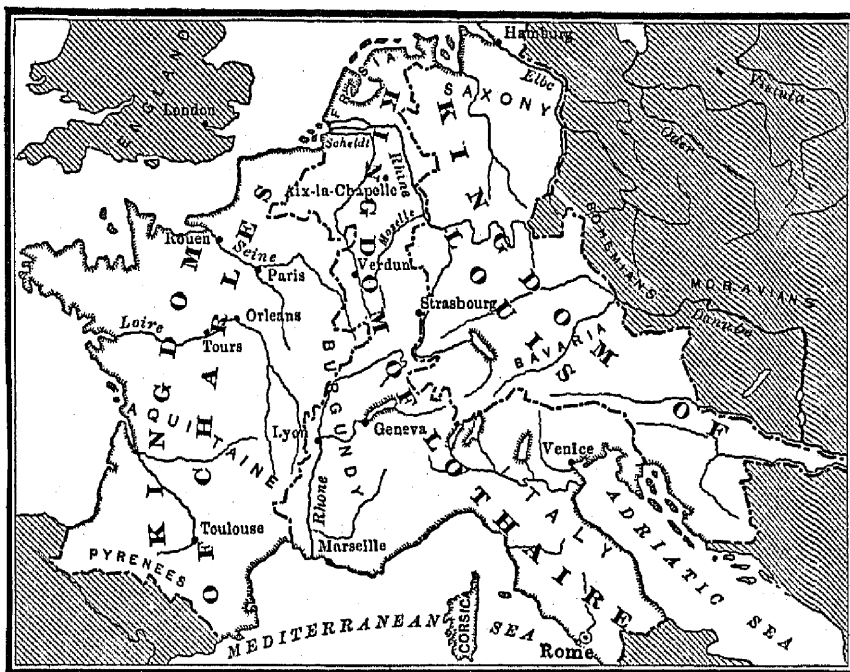 Hamburg
Elbe
Vistula
ENGLAND
London
FRISIA
SAXONY
Oder
Scheldt
Rhine
Aix-la-Chapelle
Moselle
Rouen
Seine
Paris
Verdun
BOHEMIANS
MORAVIANS
Danube
Strasbourg
Loire
Orleans
Tours
BAVARIA
KINGDOM OF CHARLES
KINGDOM OF LOTHAIRE
KINGDOM OF LOUIS
BURGUNDY
AQUITAINE
Lyon
Geneva
Venice
ITALY
Rhone
Toulouse
Marseille
PYRENEES
ADRIATIC SEA
MEDITERRANEAN SEA
CORSICA
Rome